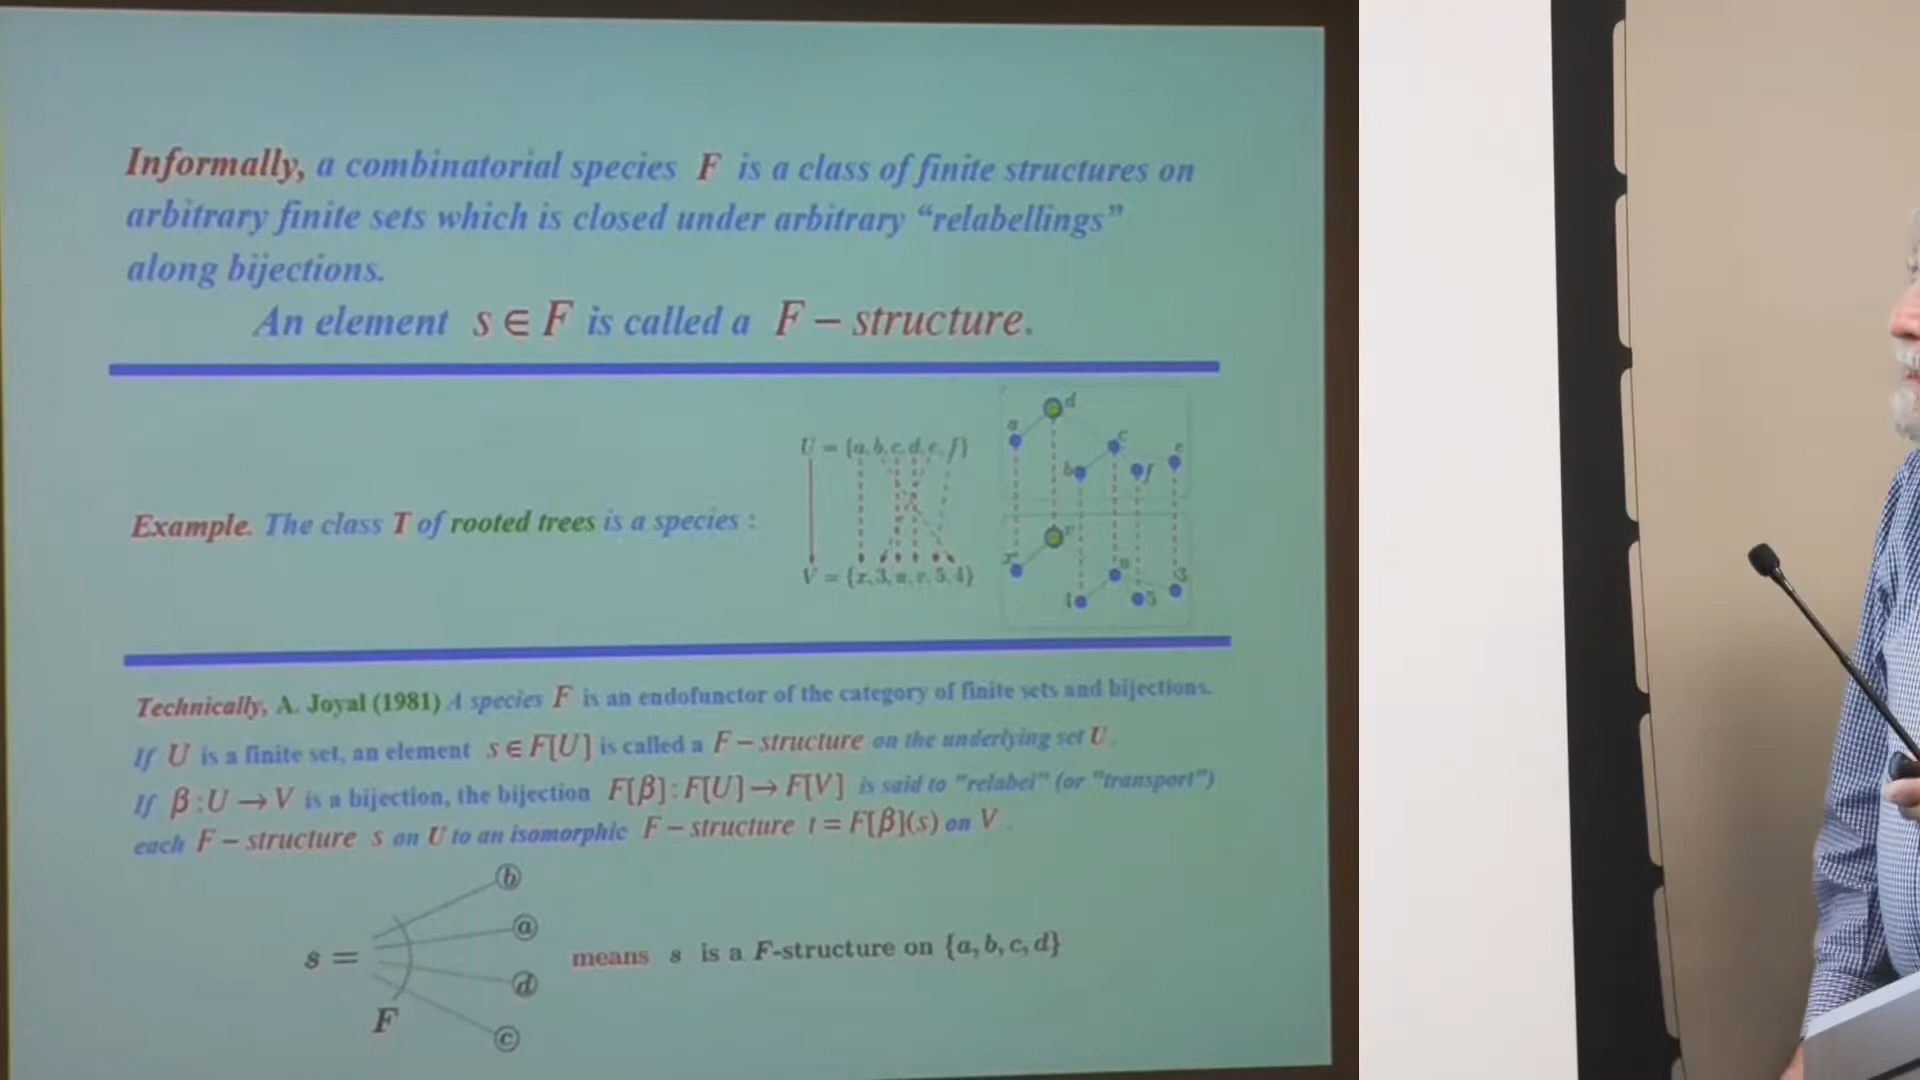 Informally, a combinatorial species F is a class of finite structures on
arbitrary finite sets which is closed under arbitrary “relabellings”
along bijections.
An element s ∈ F is called a F – structure.
U = {a, b, c, d, e, f}
Example. The class T of rooted trees is a species :
V = {x, 3, u, v, 5, 4}
a d b c f e
x v 4 u 5 3
Technically, A. Joyal (1981) A species F is an endofunctor of the category of finite sets and bijections.
If U is a finite set, an element s ∈ F[U] is called a F – structure on the underlying set U.
If β : U → V is a bijection, the bijection F[β] : F[U] → F[V] is said to "relabel" (or "transport")
each F – structure s on U to an isomorphic F – structure t = F[β](s) on V .
b
a
s = means s is a F-structure on {a, b, c, d}
d
F
c